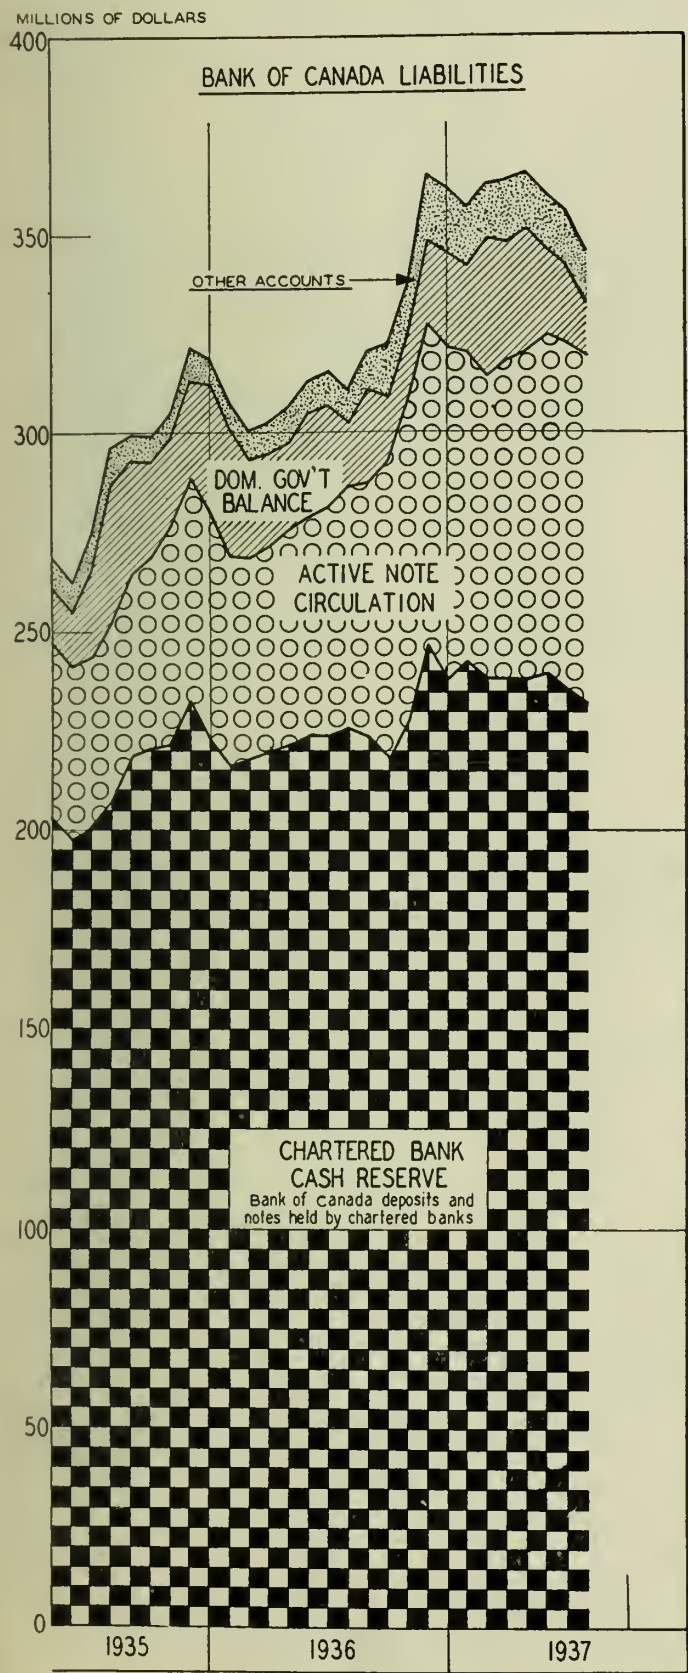 MILLIONS OF DOLLARS
400
BANK OF CANADA LIABILITIES
350
OTHER ACCOUNTS
300
DOM. GOV'T
BALANCE
ACTIVE NOTE
CIRCULATION
250
200
150
CHARTERED BANK
CASH RESERVE
Bank of Canada deposits and
notes held by chartered banks
100
50
0
1935 1936 1937